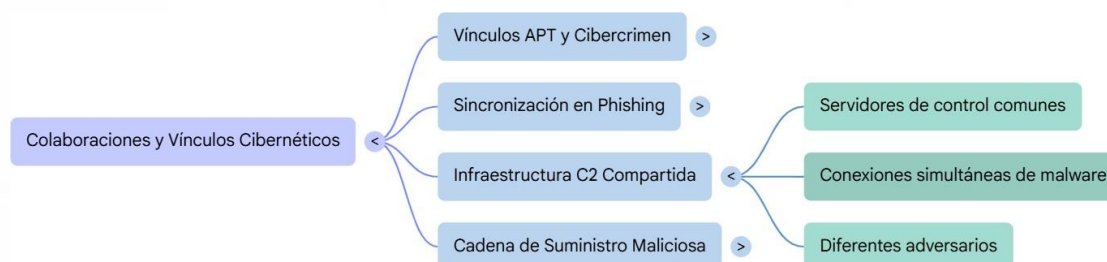 Colaboraciones y Vínculos Cibernéticos
<
Vínculos APT y Cibercrimen
>
Sincronización en Phishing
>
Infraestructura C2 Compartida
<
Cadena de Suministro Maliciosa
>
Servidores de control comunes
Conexiones simultáneas de malware
Diferentes adversarios